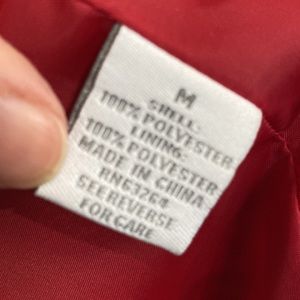 M
SHELL:
100% POLYESTER
LINING:
100% POLYESTER
MADE IN CHINA
RN63264
SEE REVERSE
FOR CARE